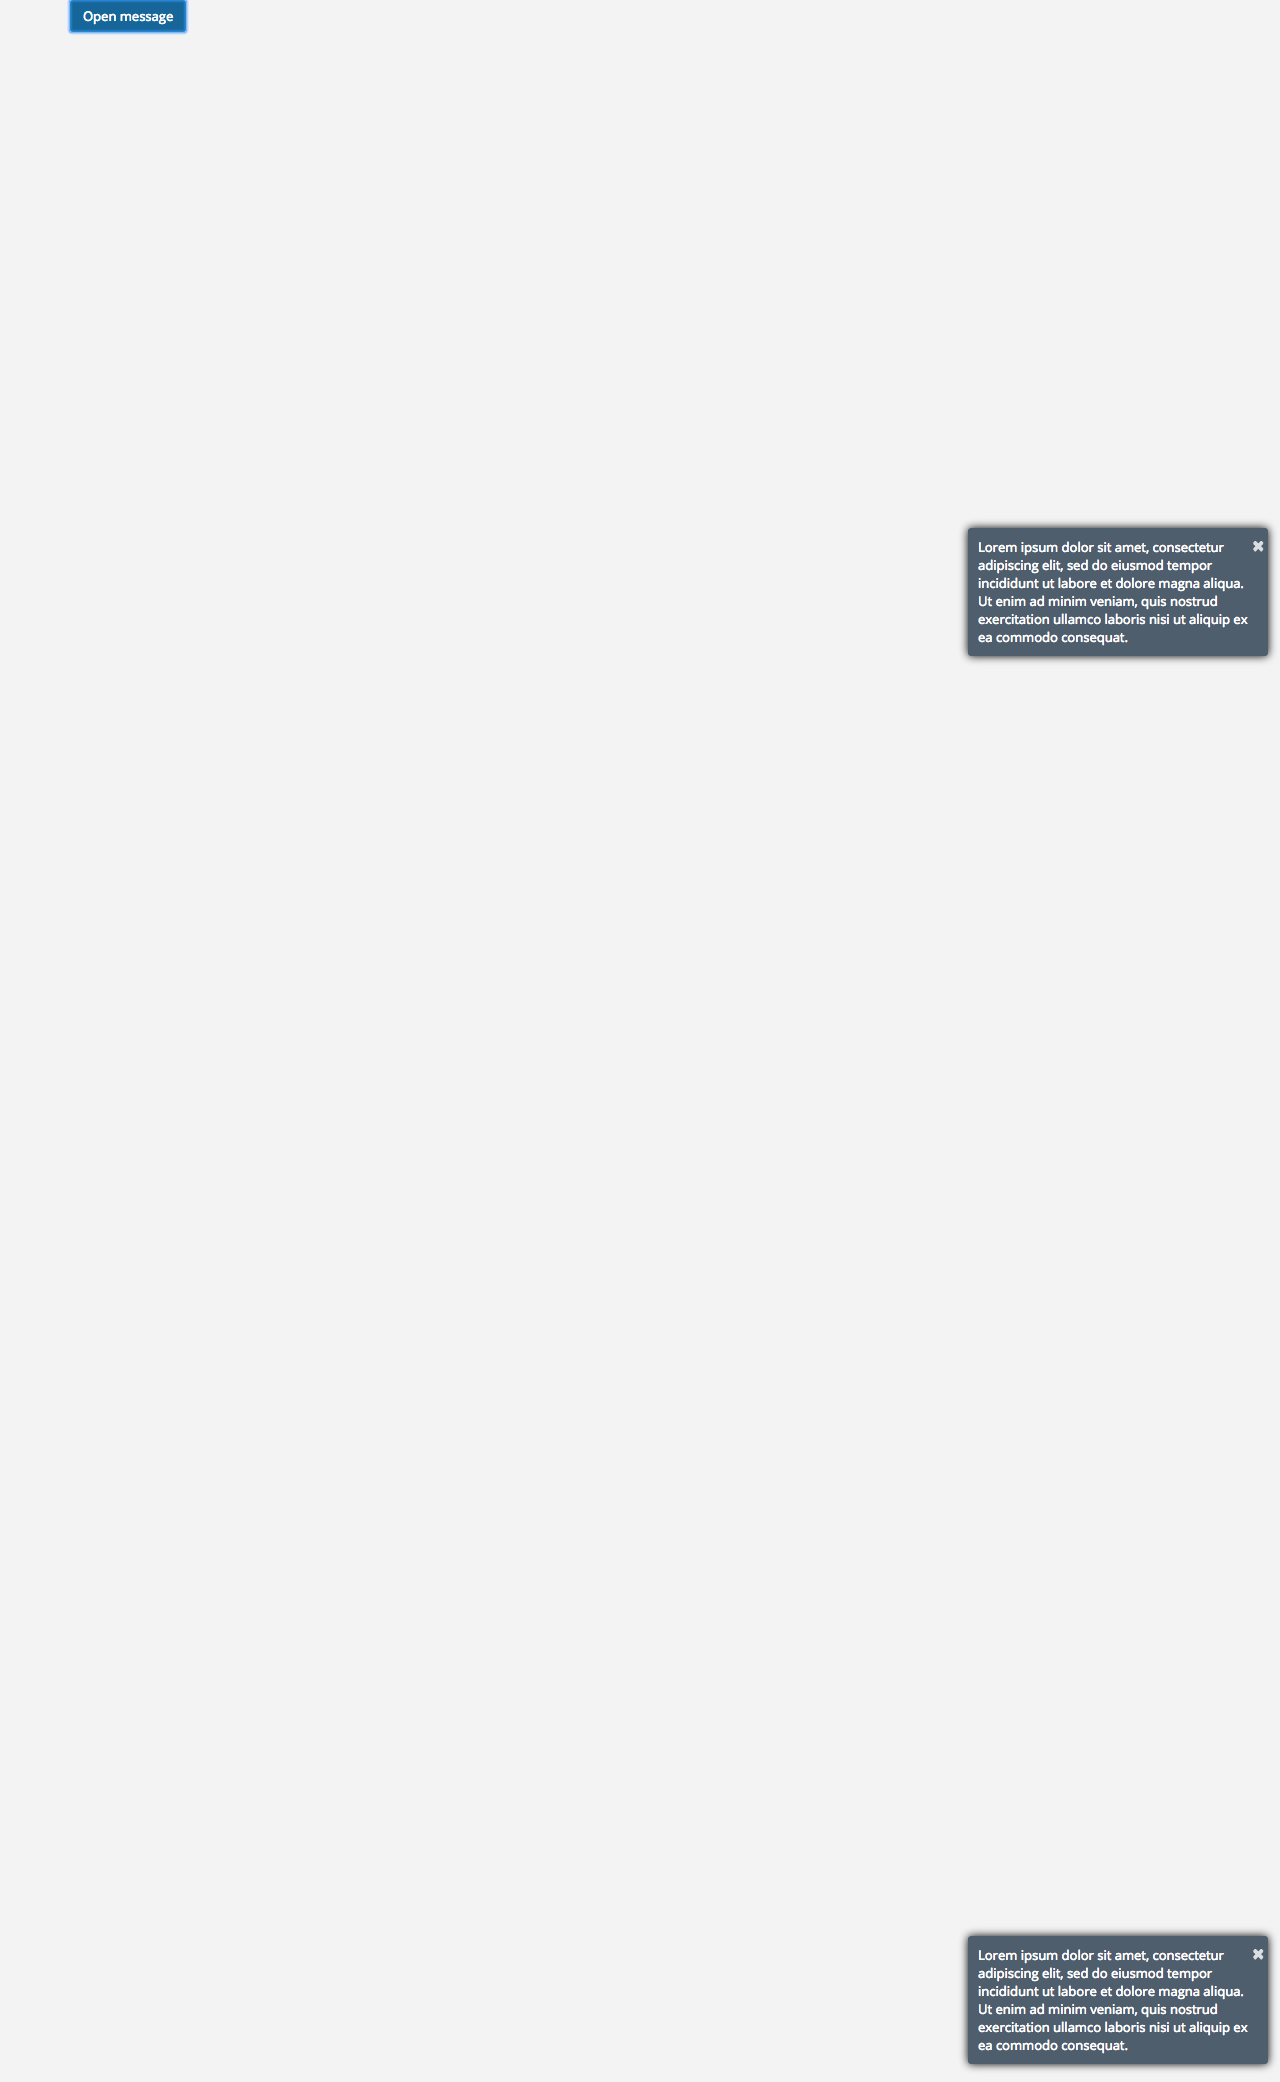 Open message
Lorem ipsum dolor sit amet, consectetur
adipiscing elit, sed do eiusmod tempor
incididunt ut labore et dolore magna aliqua.
Ut enim ad minim veniam, quis nostrud
exercitation ullamco laboris nisi ut aliquip ex
ea commodo consequat.
Lorem ipsum dolor sit amet, consectetur
adipiscing elit, sed do eiusmod tempor
incididunt ut labore et dolore magna aliqua.
Ut enim ad minim veniam, quis nostrud
exercitation ullamco laboris nisi ut aliquip ex
ea commodo consequat.